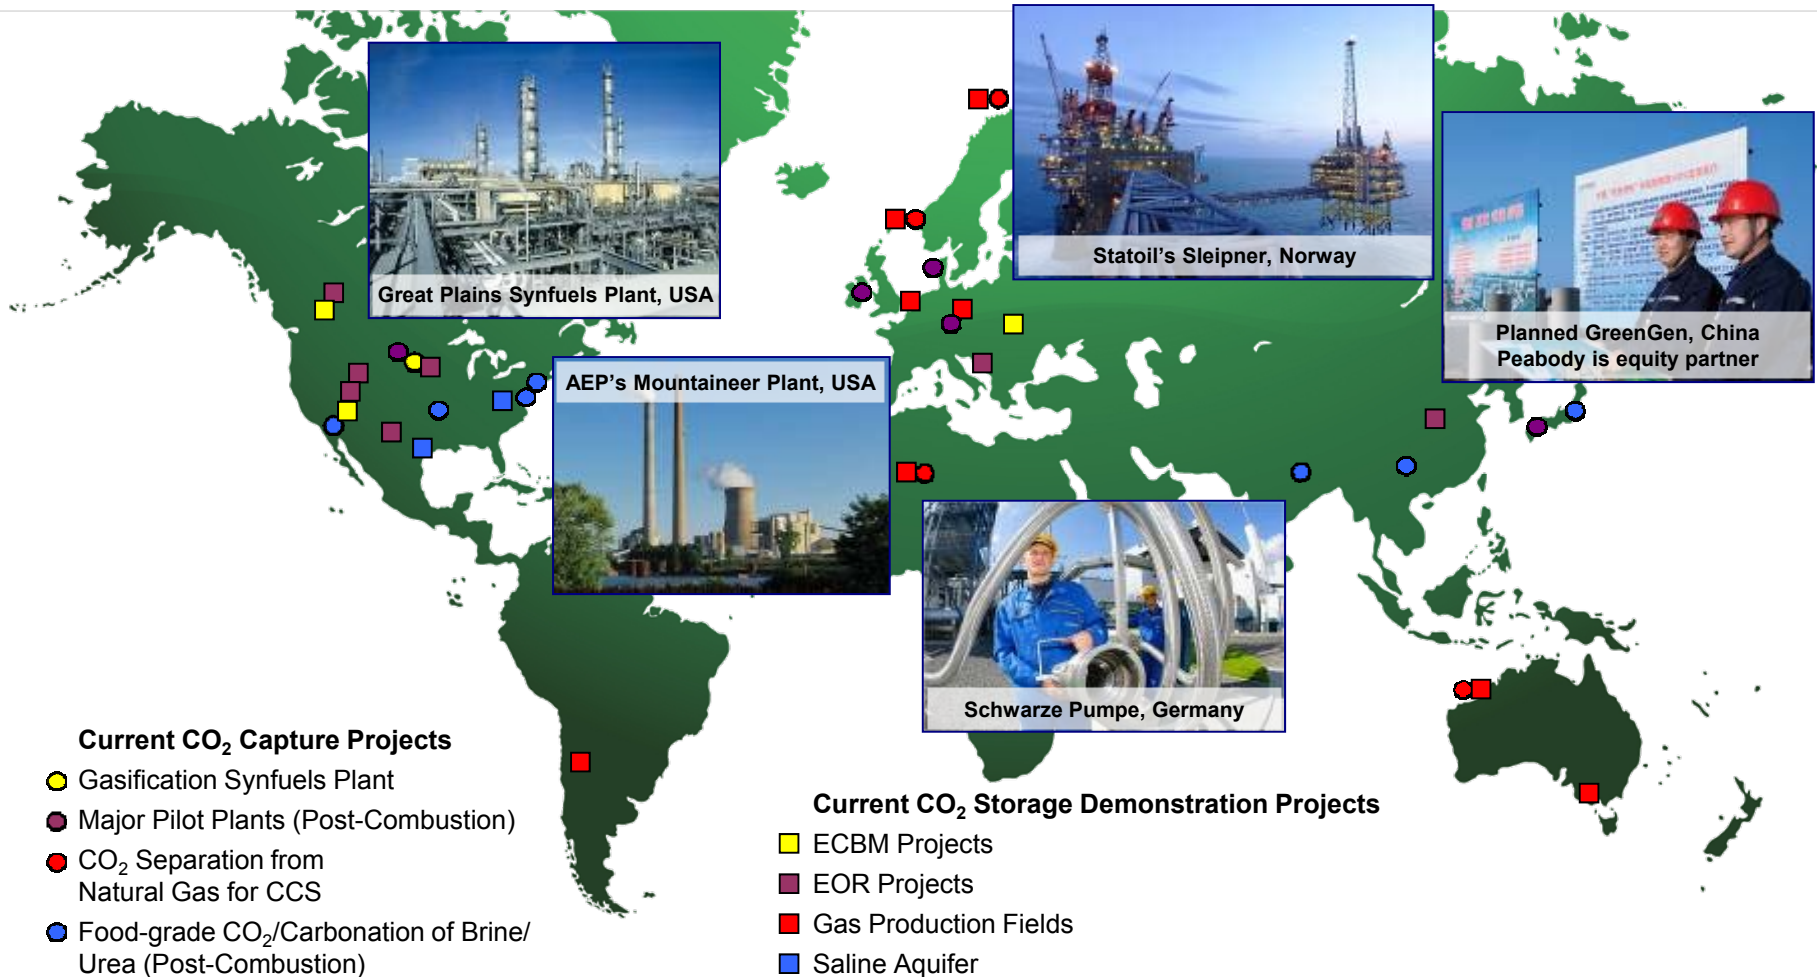 Great Plains Synfuels Plant, USA
Statoil’s Sleipner, Norway
Planned GreenGen, China
Peabody is equity partner
AEP’s Mountaineer Plant, USA
Schwarze Pumpe, Germany
Current CO₂ Capture Projects
Gasification Synfuels Plant
Major Pilot Plants (Post-Combustion)
CO₂ Separation from
Natural Gas for CCS
Food-grade CO₂/Carbonation of Brine/
Urea (Post-Combustion)
Current CO₂ Storage Demonstration Projects
ECBM Projects
EOR Projects
Gas Production Fields
Saline Aquifer